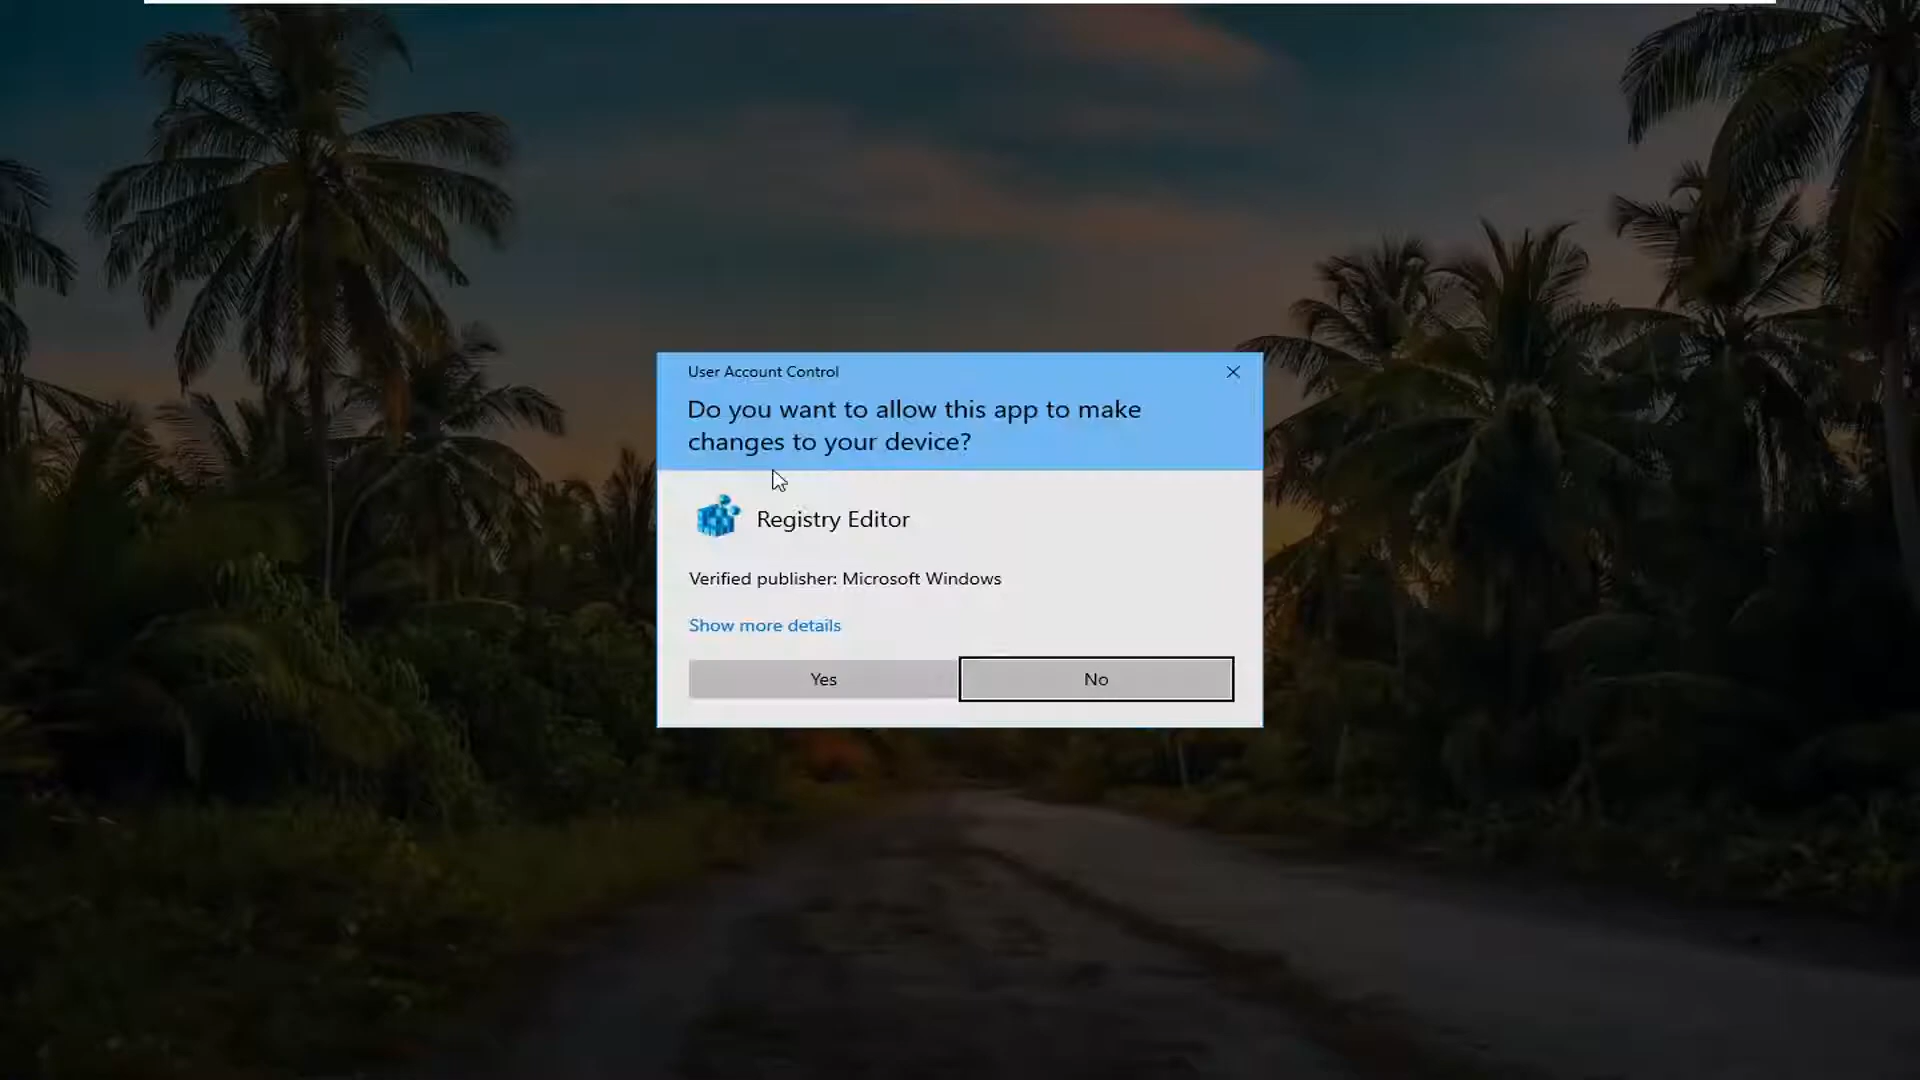 User Account Control
Do you want to allow this app to make
changes to your device?
Registry Editor
Verified publisher: Microsoft Windows
Show more details
Yes
No